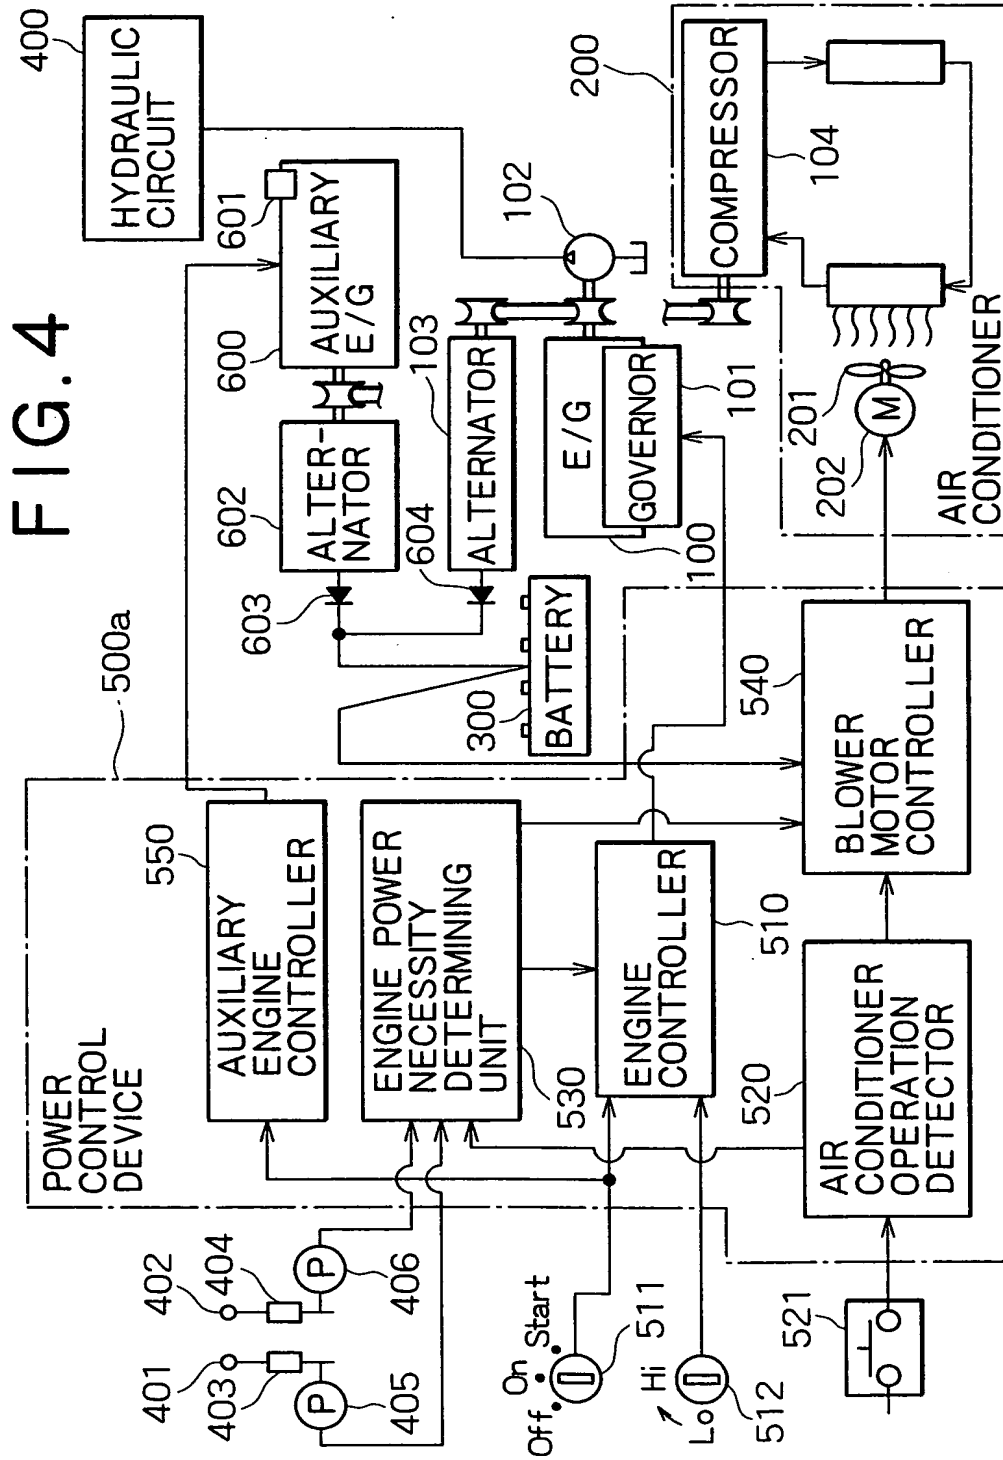 FIG. 4
POWER
CONTROL
DEVICE
500a
550
AUXILIARY
ENGINE
CONTROLLER
ENGINE POWER
NECESSITY
DETERMINING
UNIT
530
ENGINE
CONTROLLER
510
AIR
CONDITIONER
OPERATION
DETECTOR
520
BLOWER
MOTOR
CONTROLLER
540
401
402
403
404
P
405
P
406
Off
On
Start
511
Lo
Hi
512
521
603
604
602
ALTER-
NATOR
600
601
AUXILIARY
E/G
400
HYDRAULIC
CIRCUIT
103
ALTERNATOR
102
E/G
GOVERNOR
100
101
300
BATTERY
200
COMPRESSOR
104
201
202
M
AIR
CONDITIONER